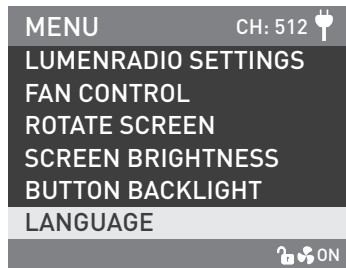 MENU CH: 512
LUMENRADIO SETTINGS
FAN CONTROL
ROTATE SCREEN
SCREEN BRIGHTNESS
BUTTON BACKLIGHT
LANGUAGE
ON